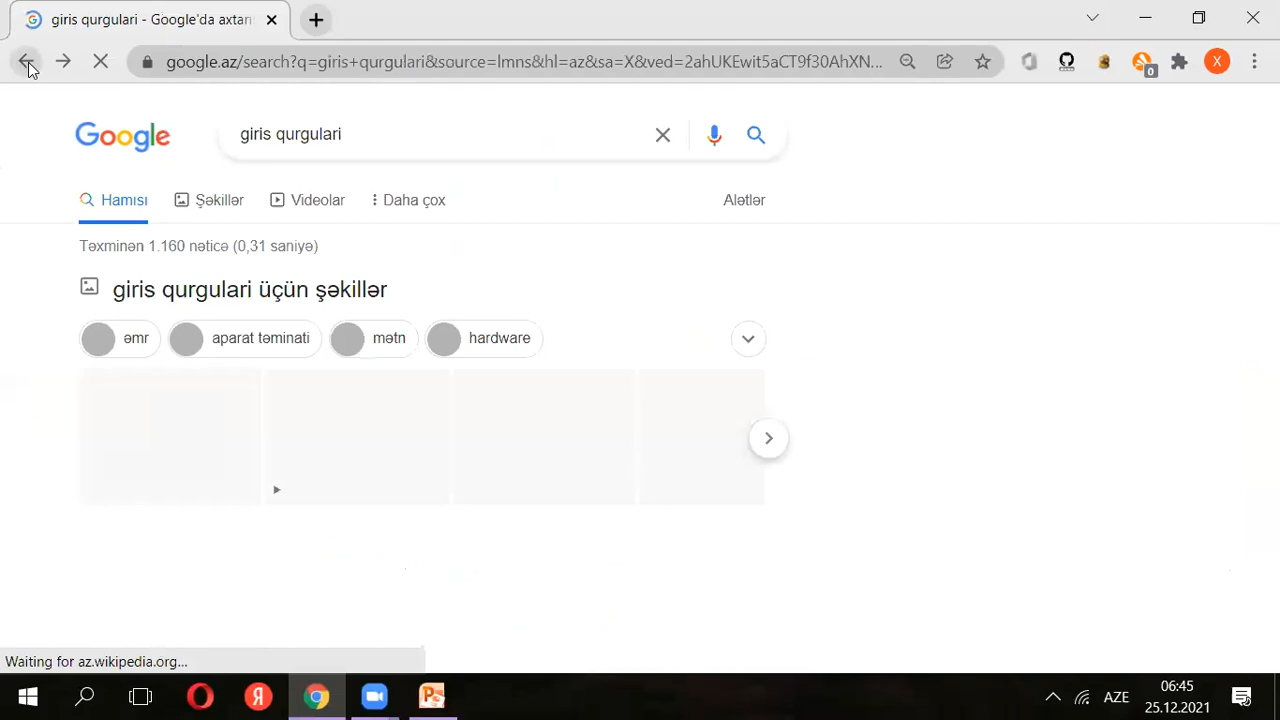 giris qurgulari - Google'da axtarı
google.az/search?q=giris+qurgulari&source=lmns&hl=az&sa=X&ved=2ahUKEwit5aCT9f30AhXN...
0
X
Google
giris qurgulari
Hamısı
Şəkillər
Videolar
Daha çox
Alətlər
Təxminən 1.160 nəticə (0,31 saniyə)
giris qurgulari üçün şəkillər
əmr
aparat təminati
mətn
hardware
Waiting for az.wikipedia.org...
Я
P
AZE
06:45
25.12.2021